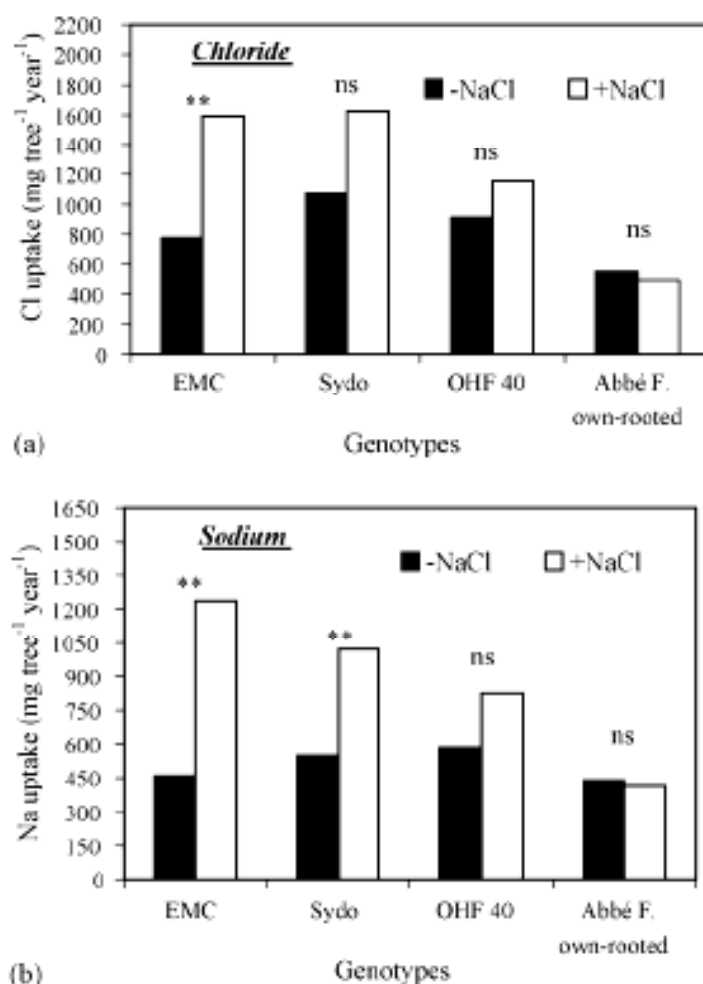 Chloride
-NaCl +NaCl
Cl uptake (mg tree⁻¹ year⁻¹)
2200
2000
1800
1600
1400
1200
1000
800
600
400
200
0
** ns ns ns
EMC Sydo OHF 40 Abbé F.
own-rooted
(a) Genotypes
Sodium
-NaCl +NaCl
Na uptake (mg tree⁻¹ year⁻¹)
1650
1500
1350
1200
1050
900
750
600
450
300
150
0
** ** ns ns
EMC Sydo OHF 40 Abbé F.
own-rooted
(b) Genotypes